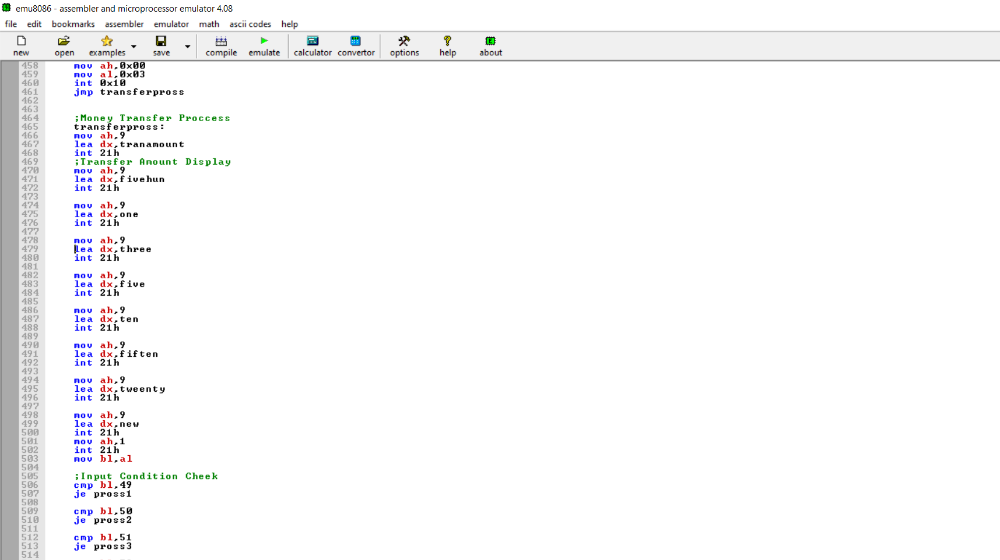 emu8086 - assembler and microprocessor emulator 4.08
file edit bookmarks assembler emulator math ascii codes help
new open examples save compile emulate calculator convertor options help about
458 mov ah,0x00
459 mov al,0x03
460 int 0x10
461 jmp transferpross
462
463
464 ;Money Transfer Proccess
465 transferpross:
466 mov ah,9
467 lea dx,tranamount
468 int 21h
469 ;Transfer Amount Display
470 mov ah,9
471 lea dx,fivehun
472 int 21h
473
474 mov ah,9
475 lea dx,one
476 int 21h
477
478 mov ah,9
479 lea dx,three
480 int 21h
481
482 mov ah,9
483 lea dx,five
484 int 21h
485
486 mov ah,9
487 lea dx,ten
488 int 21h
489
490 mov ah,9
491 lea dx,fiften
492 int 21h
493
494 mov ah,9
495 lea dx,tweenty
496 int 21h
497
498 mov ah,9
499 lea dx,new
500 int 21h
501 mov ah,1
502 int 21h
503 mov bl,al
504
505 ;Input Condition Cheek
506 cmp bl,49
507 je pross1
508
509 cmp bl,50
510 je pross2
511
512 cmp bl,51
513 je pross3
514